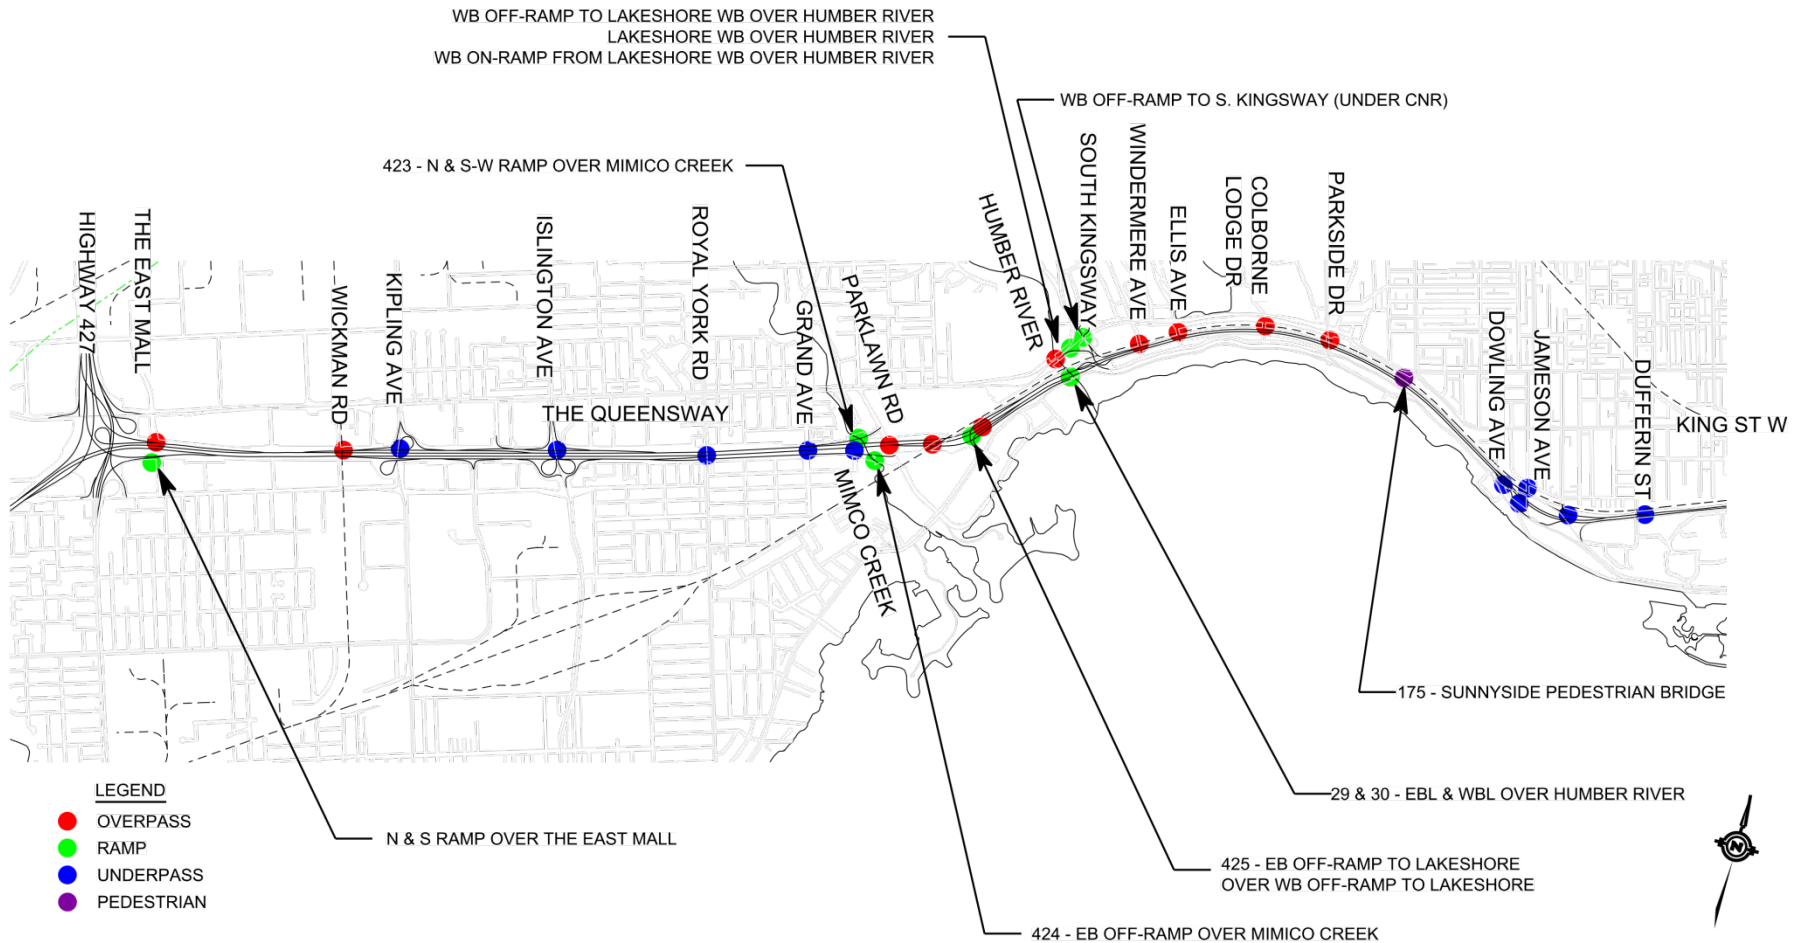 WB OFF-RAMP TO LAKESHORE WB OVER HUMBER RIVER
LAKESHORE WB OVER HUMBER RIVER
WB ON-RAMP FROM LAKESHORE WB OVER HUMBER RIVER
WB OFF-RAMP TO S. KINGSWAY (UNDER CNR)
423 - N & S-W RAMP OVER MIMICO CREEK
HIGHWAY 427
THE EAST MALL
WICKMAN RD
KIPLING AVE
ISLINGTON AVE
ROYAL YORK RD
GRAND AVE
PARKLAWN RD
HUMBER RIVER
SOUTH KINGSWAY
WINDERMERE AVE
ELLIS AVE
COLBORNE
LODGE DR
PARKSIDE DR
DOWLING AVE
JAMESON AVE
DUFFERIN ST
THE QUEENSWAY
KING ST W
MIMCO CREEK
175 - SUNNYSIDE PEDESTRIAN BRIDGE
29 & 30 - EBL & WBL OVER HUMBER RIVER
N & S RAMP OVER THE EAST MALL
425 - EB OFF-RAMP TO LAKESHORE
OVER WB OFF-RAMP TO LAKESHORE
424 - EB OFF-RAMP OVER MIMICO CREEK
LEGEND
OVERPASS
RAMP
UNDERPASS
PEDESTRIAN
N